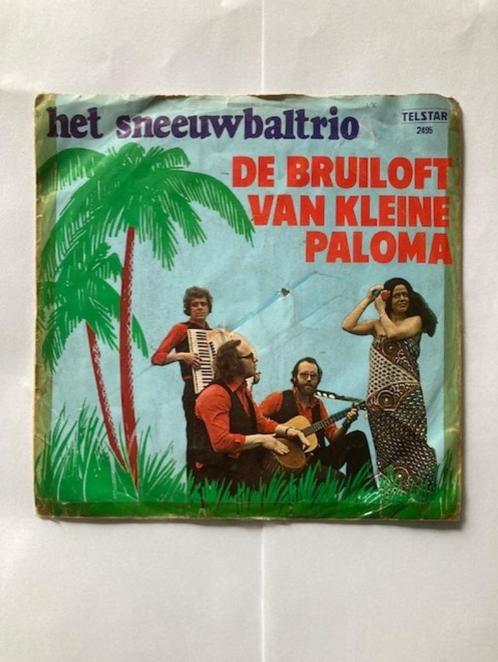 het sneeuwbaltrio
TELSTAR
2495
DE BRUILOFT
VAN KLEINE
PALOMA